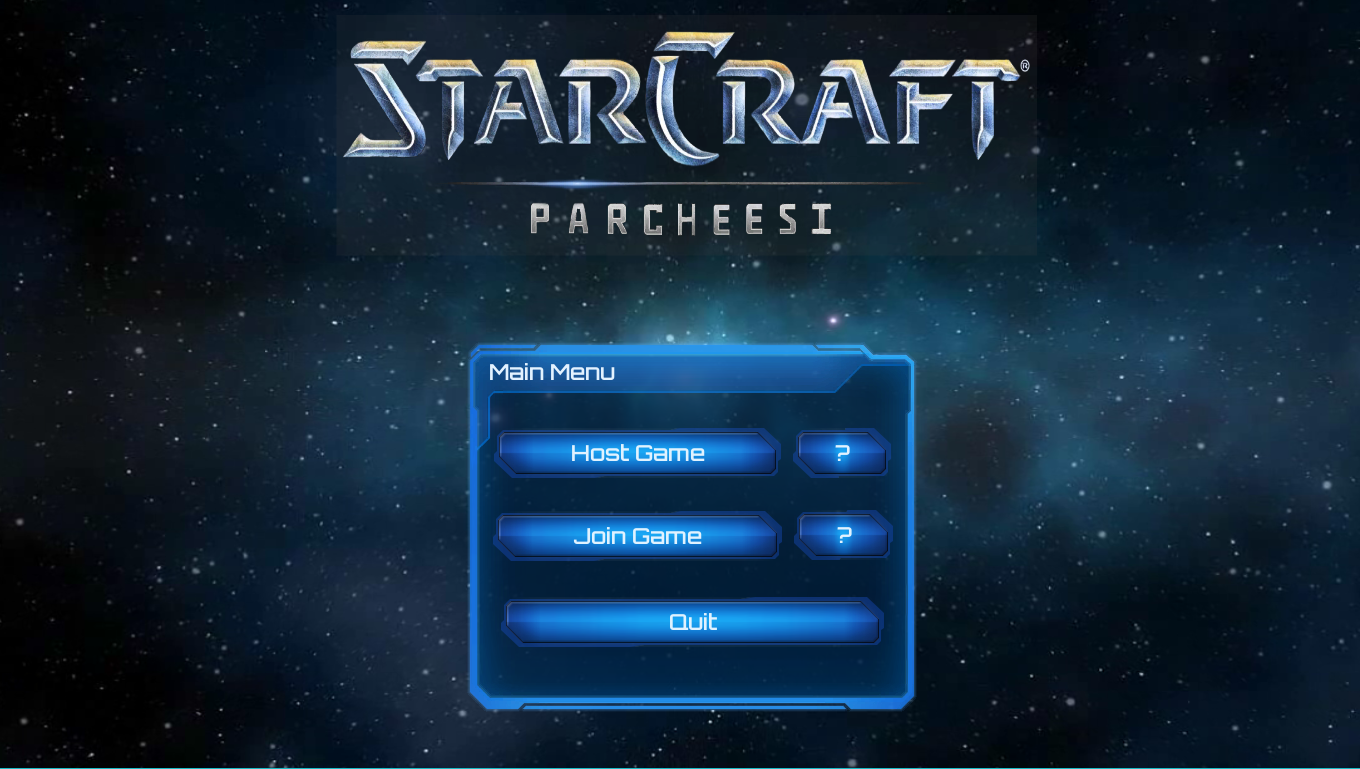 STARCRAFT®
PARCHEESI
Main Menu
Host Game ?
Join Game ?
Quit